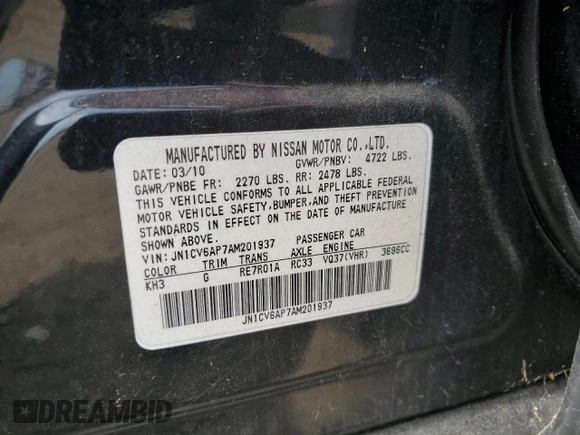 MANUFACTURED BY NISSAN MOTOR CO.,LTD.
DATE: 03/10 GVWR/PNBV: 4722 LBS.
GAWR/PNBE FR: 2270 LBS. RR: 2478 LBS.
THIS VEHICLE CONFORMS TO ALL APPLICABLE FEDERAL
MOTOR VEHICLE SAFETY,BUMPER,AND THEFT PREVENTION
STANDARDS IN EFFECT ON THE DATE OF MANUFACTURE
SHOWN ABOVE.
VIN: JN1CV6AP7AM201937 PASSENGER CAR
COLOR TRIM TRANS AXLE ENGINE
KH3 G RE7R01A RC33 VQ37(VHR) 3696CC
JN1CV6AP7AM201937
DREAMBID